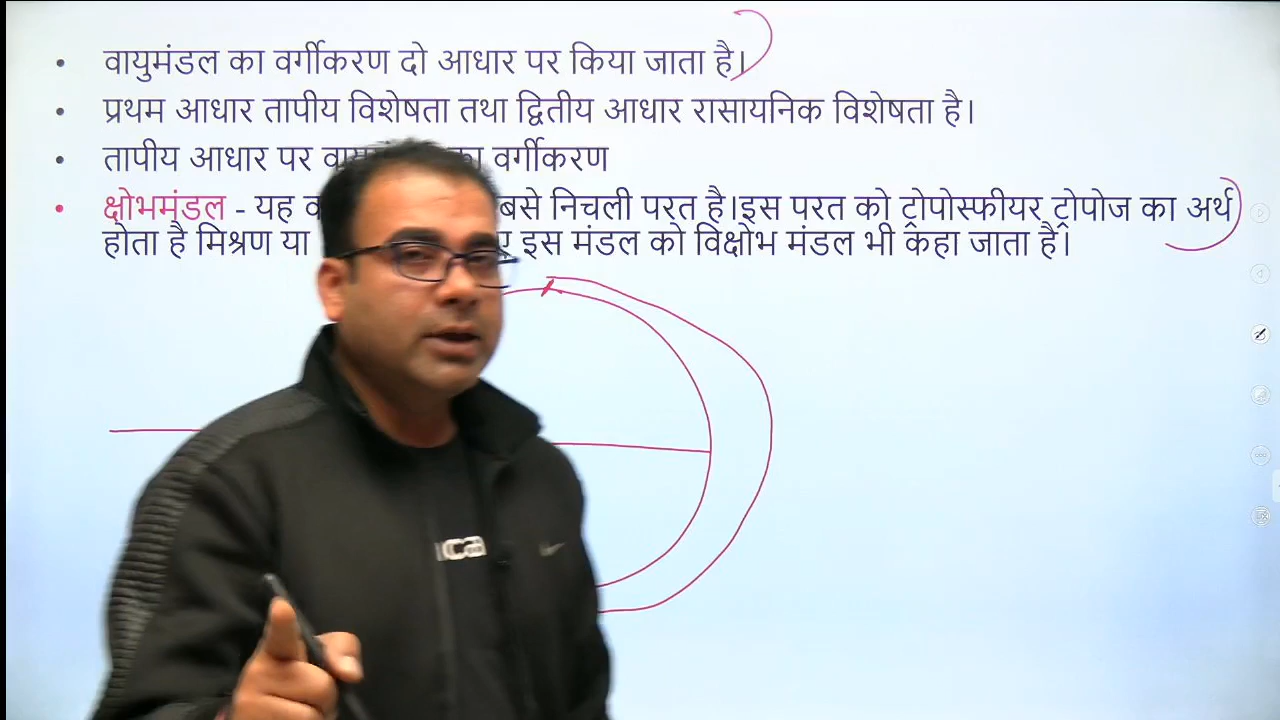 वायुमंडल का वर्गीकरण दो आधार पर किया जाता है।
प्रथम आधार तापीय विशेषता तथा द्वितीय आधार रासायनिक विशेषता है।
तापीय आधार पर का वर्गीकरण
क्षोभमंडल - यह निचली परत है।इस परत को ट्रोपोस्फीयर ट्रोपोज का अर्थ
होता है मिश्रण या इस मंडल को विक्षोभ मंडल भी कहा जाता है।